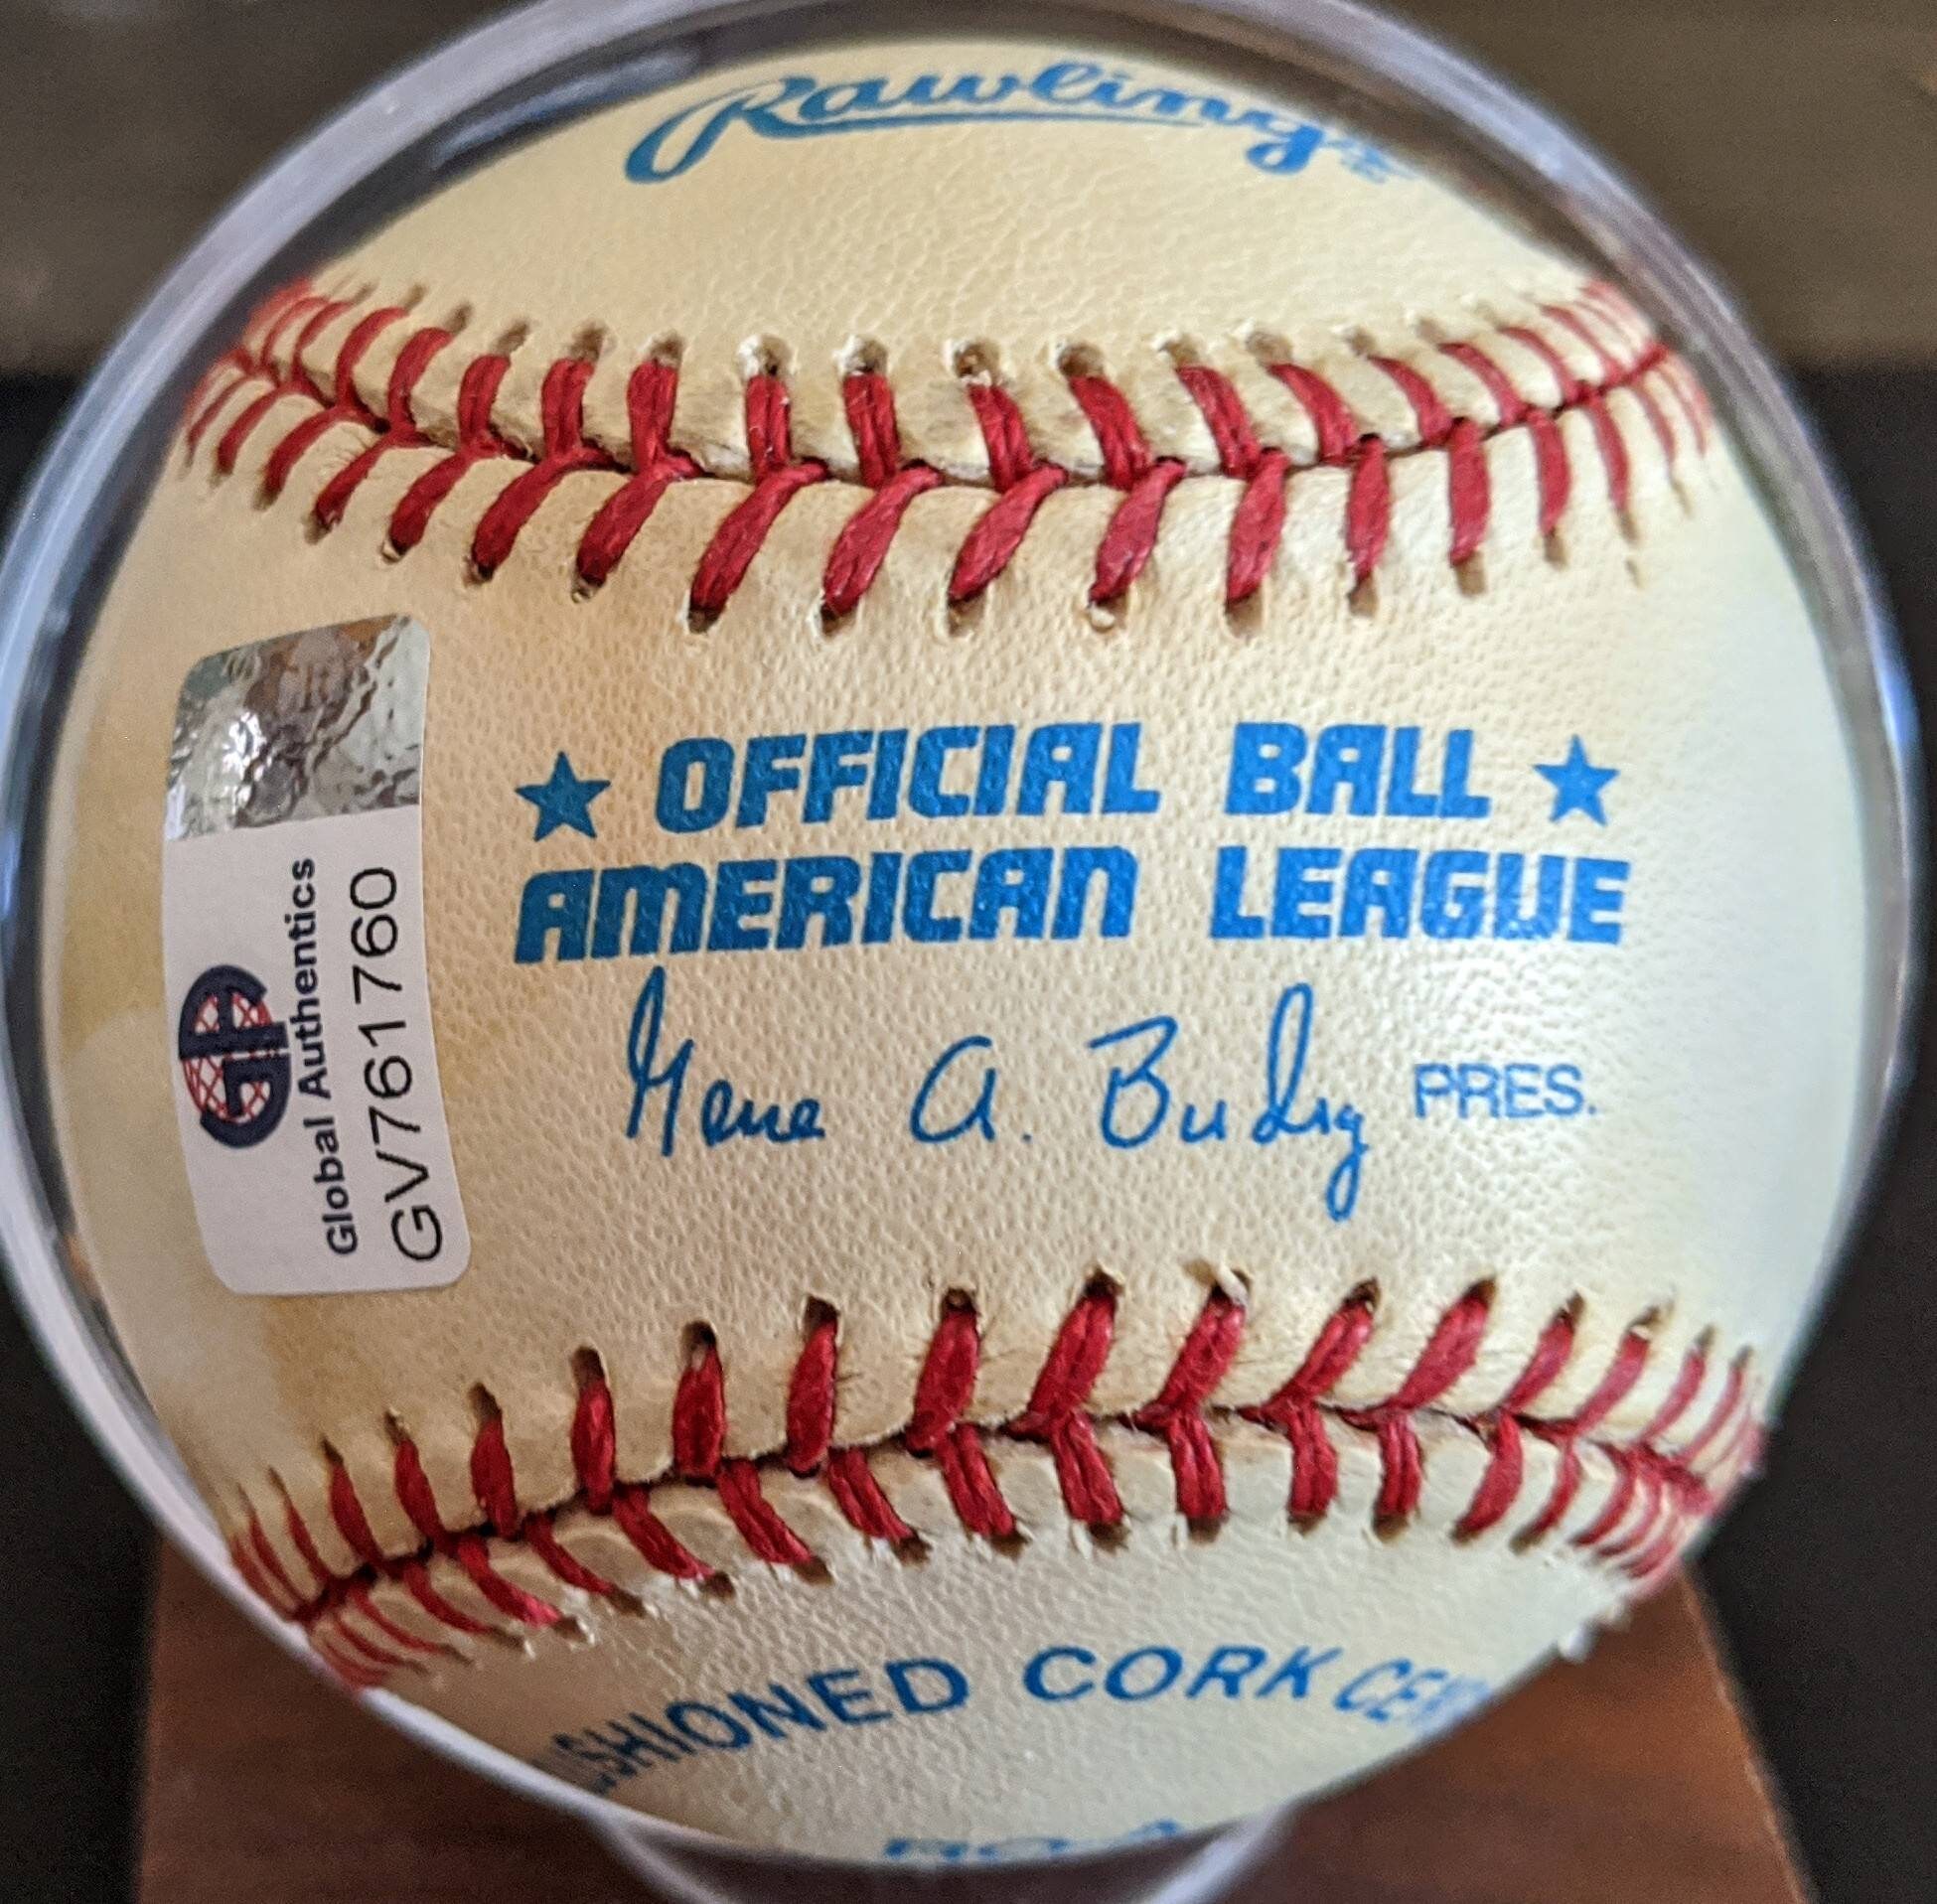 Rawlings
★ OFFICIAL BALL ★
AMERICAN LEAGUE
Gene A. Budig PRES.
Global Authentics
GV761760
CORK